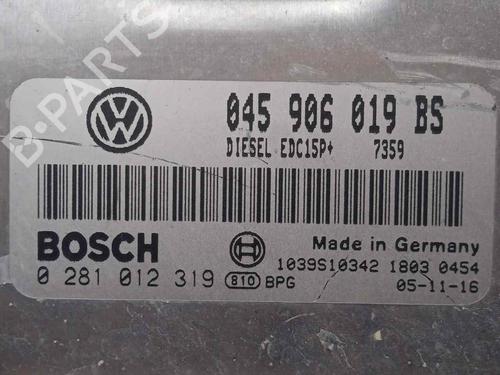 B-PARTS
045 906 019 BS
DIESEL EDC15P+ 7359
BOSCH
Made in Germany
0 281 012 319 810 BPG
1039S10342 1803 0454
05-11-16